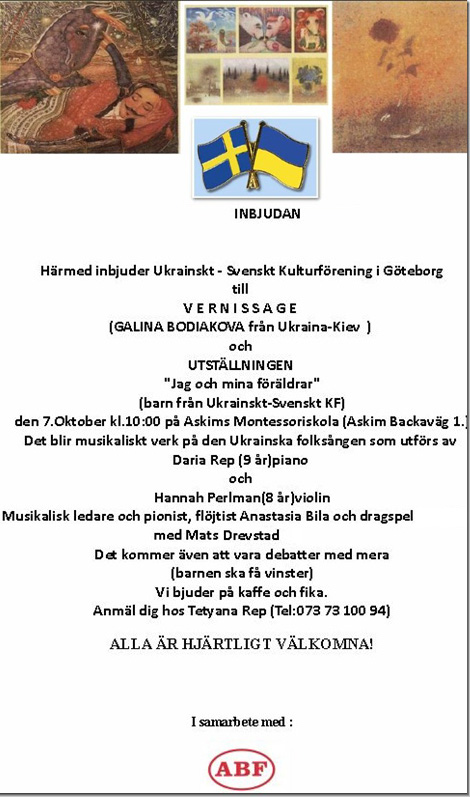 INBJUDAN
Härmed inbjuder Ukrainskt - Svenskt Kulturförening i Göteborg
till
V E R N I S S A G E
(GALINA BODIAKOVA från Ukraina-Kiev )
och
UTSTÄLLNINGEN
"Jag och mina föräldrar"
(barn från Ukrainskt-Svenskt KF)
den 7.Oktober kl.10:00 på Askims Montessoriskola (Askim Backaväg 1.)
Det blir musikaliskt verk på den Ukrainska folksången som utförs av
Daria Rep (9 år)piano
och
Hannah Perlman(8 år)violin
Musikalisk ledare och pionist, flöjtist Anastasia Bila och dragspel
med Mats Drevstad
Det kommer även att vara debatter med mera
(barnen ska få vinster)
Vi bjuder på kaffe och fika.
Anmäl dig hos Tetyana Rep (Tel:073 73 100 94)
ALLA ÄR HJÄRTLIGT VÄLKOMNA!
I samarbete med :
ABF